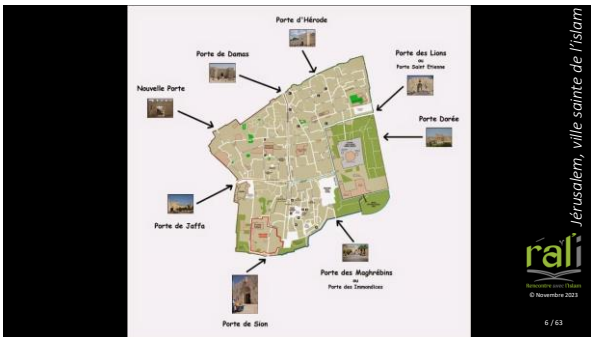 Porte d'Hérode
Porte de Damas
Porte des Lions
ou
Porte Saint Etienne
Nouvelle Porte
Porte Dorée
Porte de Jaffa
Porte des Maghrébins
ou
Porte des Immondices
Porte de Sion
Jérusalem, ville sainte de l'islam
rali
Rencontre avec l'Islam
© Novembre 2023
6 / 63